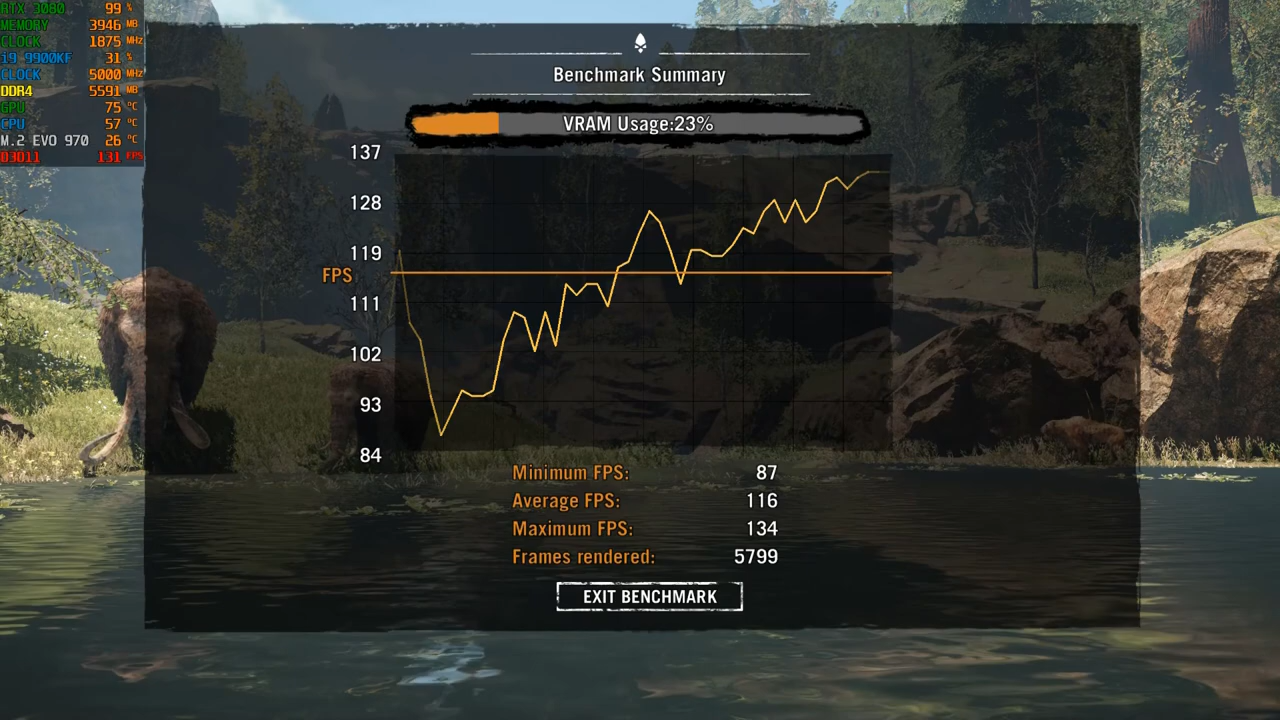 RTX 3080 99 %
MEMORY 3946 MB
CLOCK 1875 MHz
i9 9900KF 31 %
CLOCK 5000 MHz
DDR4 5591 MB
GPU 75 °C
CPU 57 °C
M.2 EVO 970 26 °C
D3D11 131 FPS
Benchmark Summary
VRAM Usage:23%
137
128
119
FPS
111
102
93
84
Minimum FPS: 87
Average FPS: 116
Maximum FPS: 134
Frames rendered: 5799
EXIT BENCHMARK